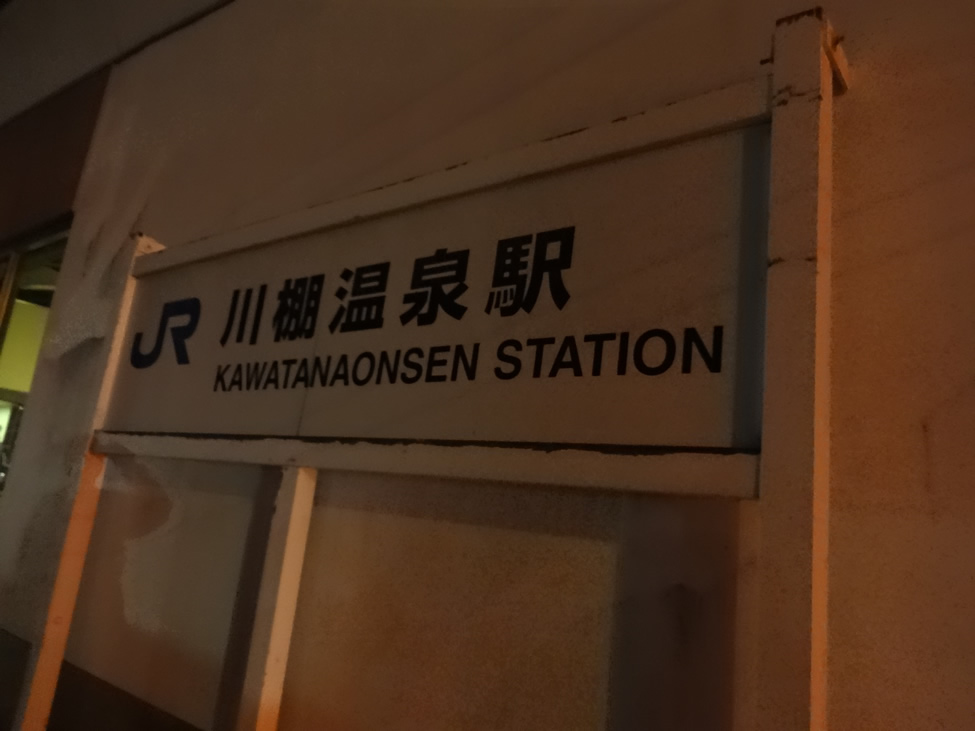 JR 川棚温泉駅
KAWATANAONSEN STATION